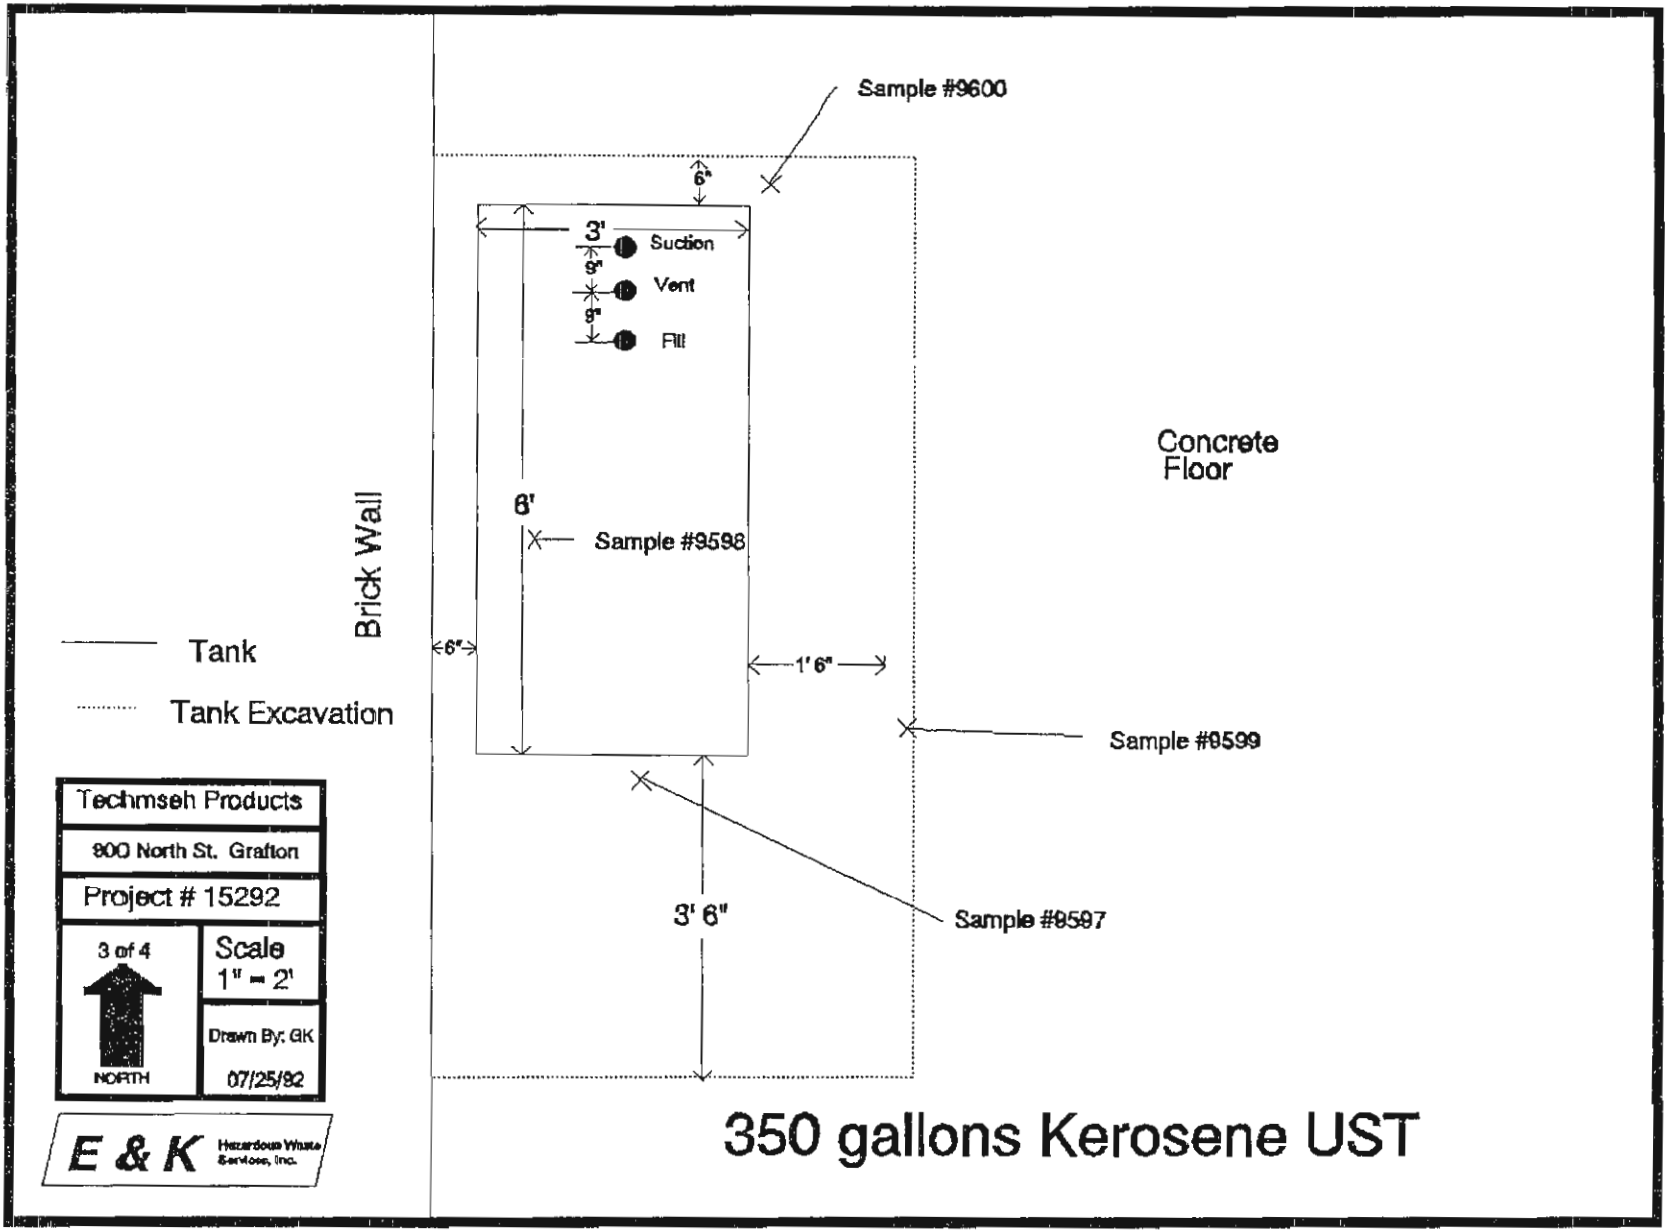 Sample #9600
6"
3'
Suction
9"
Vent
9"
Fill
Concrete
Floor
6'
Sample #9598
Brick Wall
Tank
6"
1' 6"
Tank Excavation
Sample #9599
Techmseh Products
900 North St. Grafton
Project # 15292
3' 6"
Sample #9597
3 of 4
NORTH
Scale
1" = 2'
Drawn By: GK
07/25/92
350 gallons Kerosene UST
E & K
Hazardous Waste
Services, Inc.